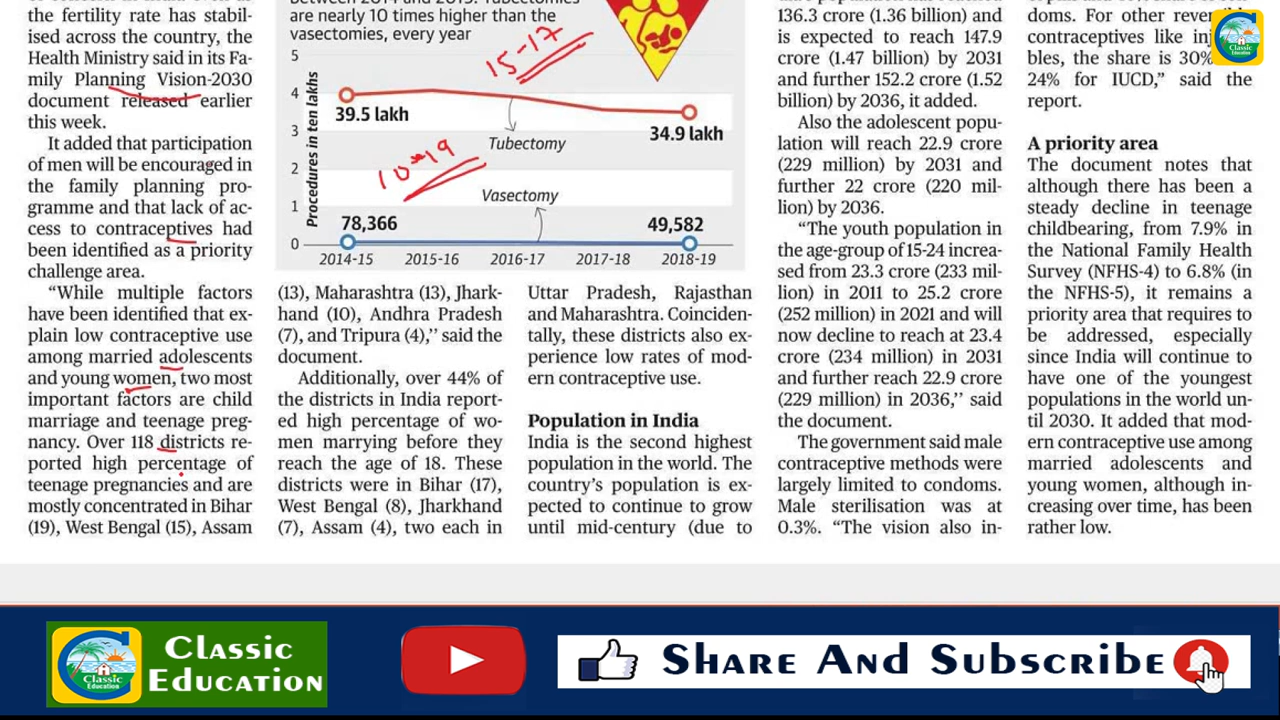 the fertility rate has stabil-
ised across the country, the
Health Ministry said in its Fa-
mily Planning Vision-2030
document released earlier
this week.
It added that participation
of men will be encouraged in
the family planning pro-
gramme and that lack of ac-
cess to contraceptives had
been identified as a priority
challenge area.
"While multiple factors
have been identified that ex-
plain low contraceptive use
among married adolescents
and young women, two most
important factors are child
marriage and teenage preg-
nancy. Over 118 districts re-
ported high percentage of
teenage pregnancies and are
mostly concentrated in Bihar
(19), West Bengal (15), Assam
are nearly 10 times higher than the
vasectomies, every year
15-17
Procedures in ten lakhs
5
4
3
2
1
0
39.5 lakh
34.9 lakh
Tubectomy
10-19
Vasectomy
78,366
49,582
2014-15 2015-16 2016-17 2017-18 2018-19
(13), Maharashtra (13), Jhark-
hand (10), Andhra Pradesh
(7), and Tripura (4)," said the
document.
Additionally, over 44% of
the districts in India report-
ed high percentage of wo-
men marrying before they
reach the age of 18. These
districts were in Bihar (17),
West Bengal (8), Jharkhand
(7), Assam (4), two each in
Uttar Pradesh, Rajasthan
and Maharashtra. Coinciden-
tally, these districts also ex-
perience low rates of mod-
ern contraceptive use.
Population in India
India is the second highest
population in the world. The
country's population is ex-
pected to continue to grow
until mid-century (due to
136.3 crore (1.36 billion) and
is expected to reach 147.9
crore (1.47 billion) by 2031
and further 152.2 crore (1.52
billion) by 2036, it added.
Also the adolescent popu-
lation will reach 22.9 crore
(229 million) by 2031 and
further 22 crore (220 mil-
lion) by 2036.
"The youth population in
the age-group of 15-24 increa-
sed from 23.3 crore (233 mil-
lion) in 2011 to 25.2 crore
(252 million) in 2021 and will
now decline to reach at 23.4
crore (234 million) in 2031
and further reach 22.9 crore
(229 million) in 2036," said
the document.
The government said male
contraceptive methods were
largely limited to condoms.
Male sterilisation was at
0.3%. "The vision also in-
doms. For other
contraceptives like
bles, the share is 30%
24% for IUCD," said the
report.
A priority area
The document notes that
although there has been a
steady decline in teenage
childbearing, from 7.9% in
the National Family Health
Survey (NFHS-4) to 6.8% (in
the NFHS-5), it remains a
priority area that requires to
be addressed, especially
since India will continue to
have one of the youngest
populations in the world un-
til 2030. It added that mod-
ern contraceptive use among
married adolescents and
young women, although in-
creasing over time, has been
rather low.
Classic
Education
Classic
Education
Classic
Education
Share And Subscribe